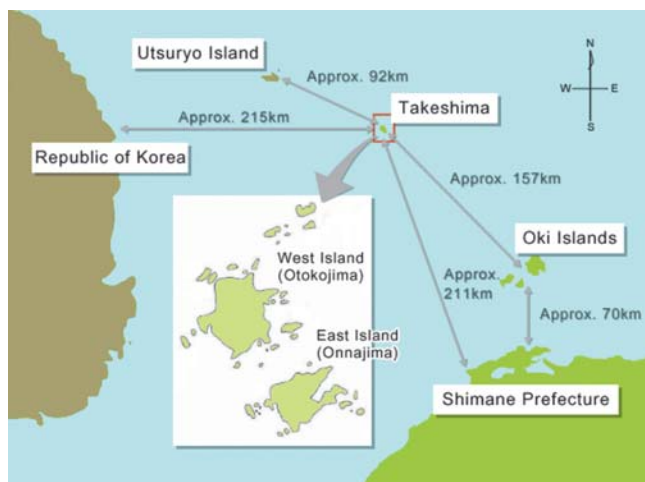 Utsuryo Island
N
W
E
S
Approx. 92km
Takeshima
Approx. 215km
Republic of Korea
Approx. 157km
Oki Islands
West Island
(Otokojima)
Approx.
211km
Approx. 70km
East Island
(Onnajima)
Shimane Prefecture